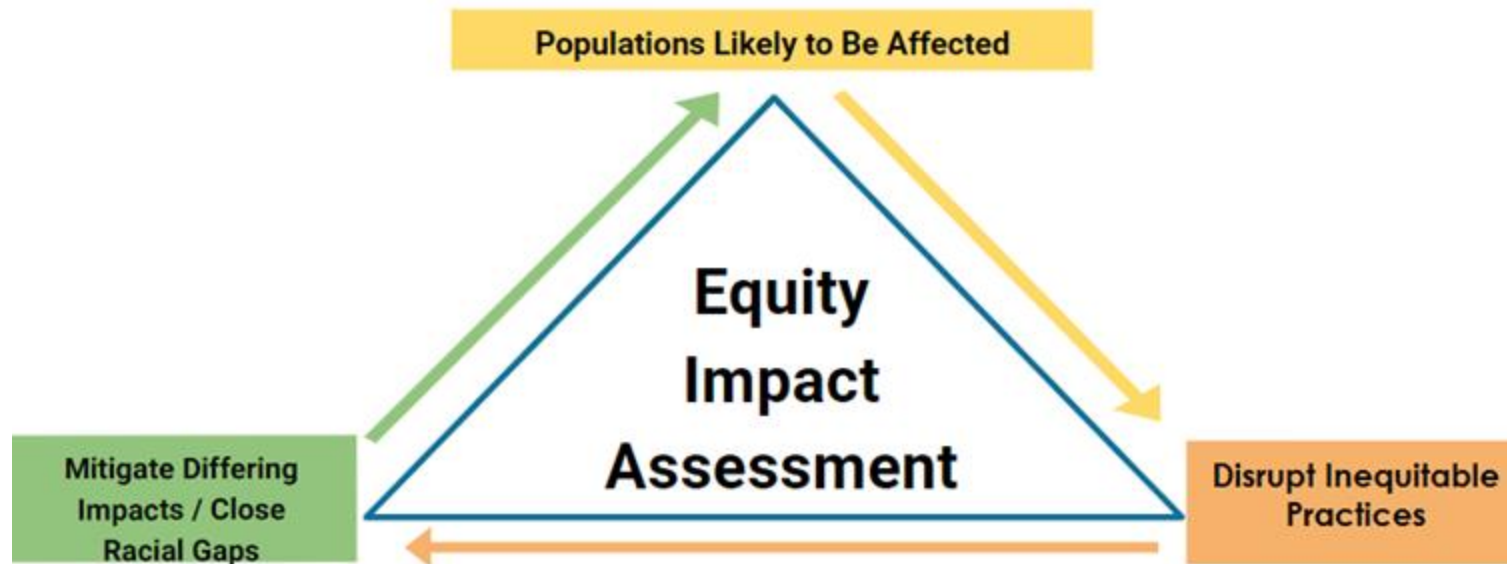 Populations Likely to Be Affected
Equity
Impact
Assessment
Mitigate Differing
Impacts / Close
Racial Gaps
Disrupt Inequitable
Practices